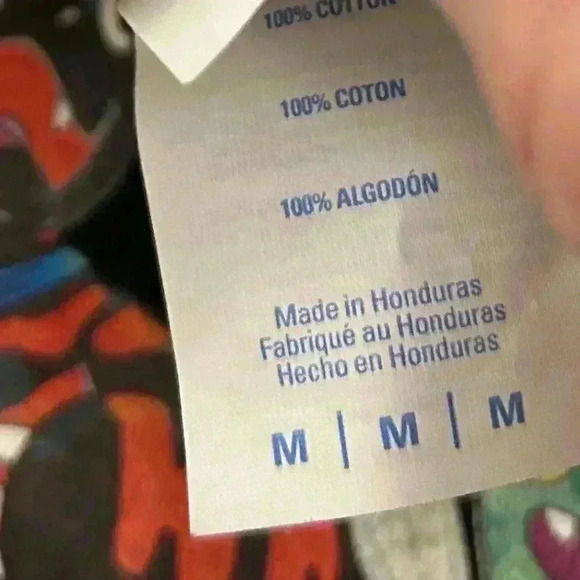 100% COTTON
100% COTON
100% ALGODÓN
Made in Honduras
Fabriqué au Honduras
Hecho en Honduras
M | M | M